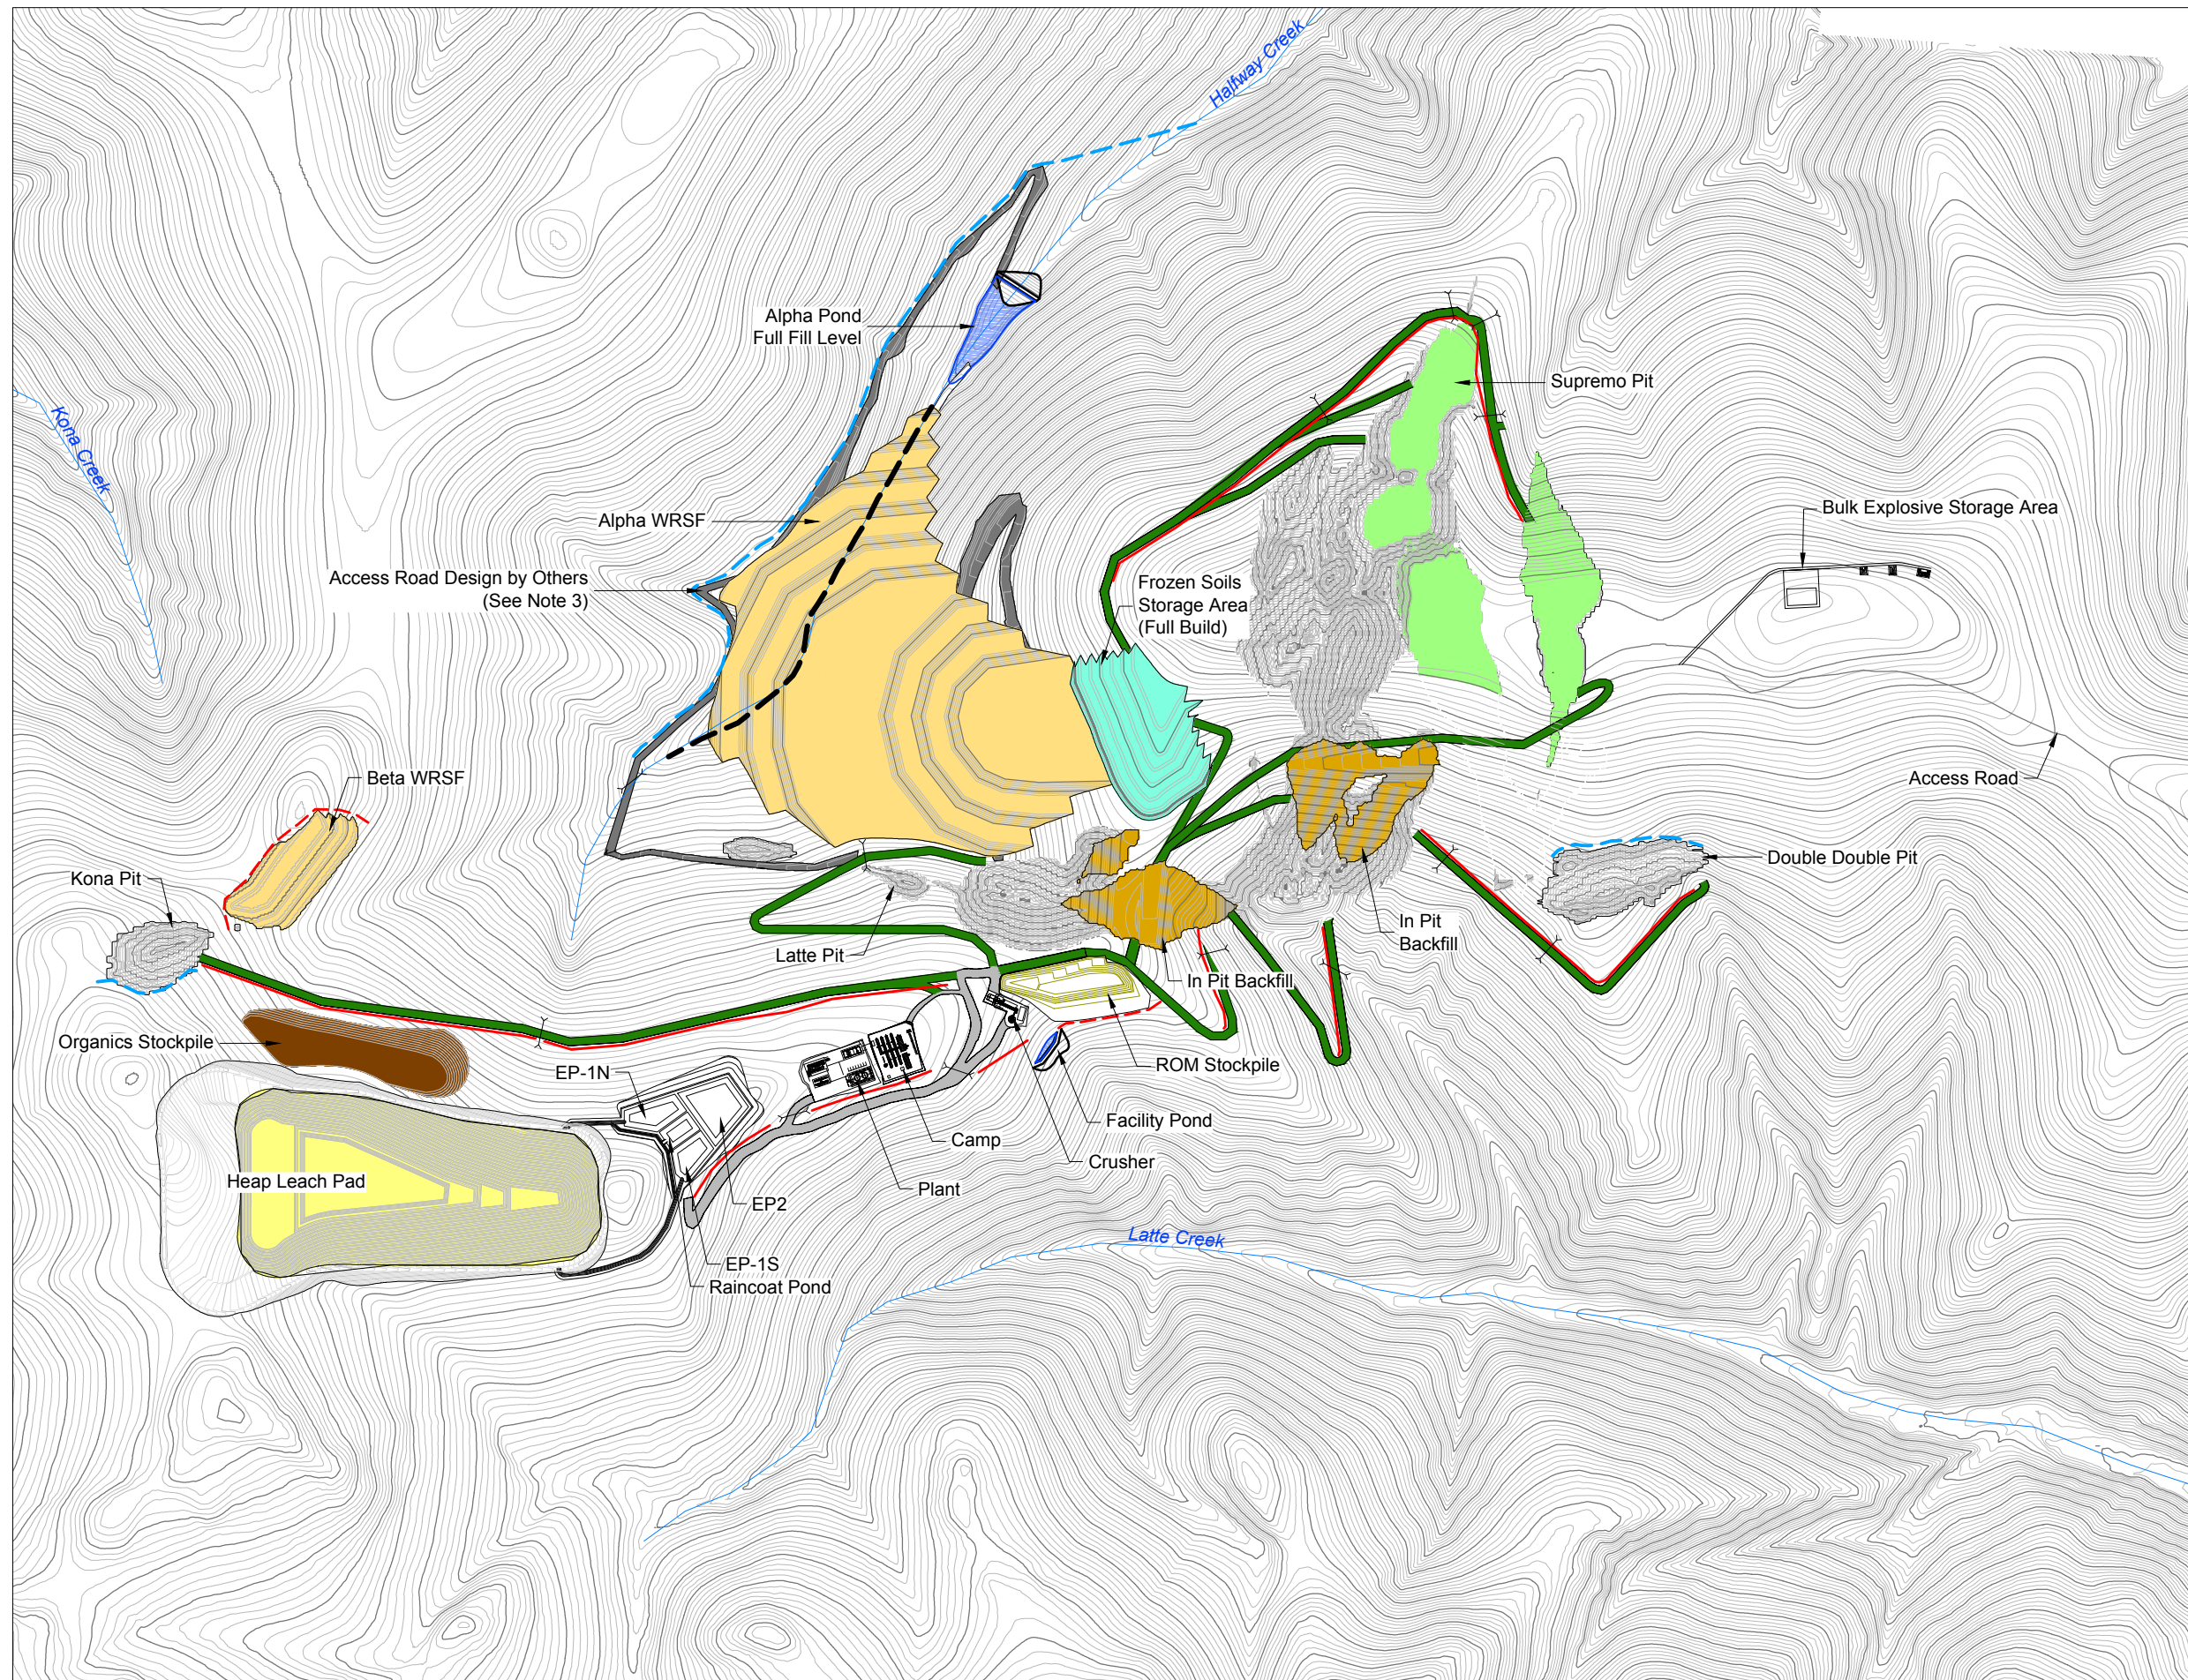 Halfway Creek
Alpha Pond
Full Fill Level
Supremo Pit
Kona Creek
Bulk Explosive Storage Area
Alpha WRSF
Access Road Design by Others
(See Note 3)
Frozen Soils
Storage Area
(Full Build)
Beta WRSF
Access Road
Double Double Pit
Kona Pit
In Pit
Backfill
Latte Pit
In Pit Backfill
Organics Stockpile
ROM Stockpile
EP-1N
Facility Pond
Camp
Crusher
Heap Leach Pad
Plant
EP2
Latte Creek
EP-1S
Raincoat Pond